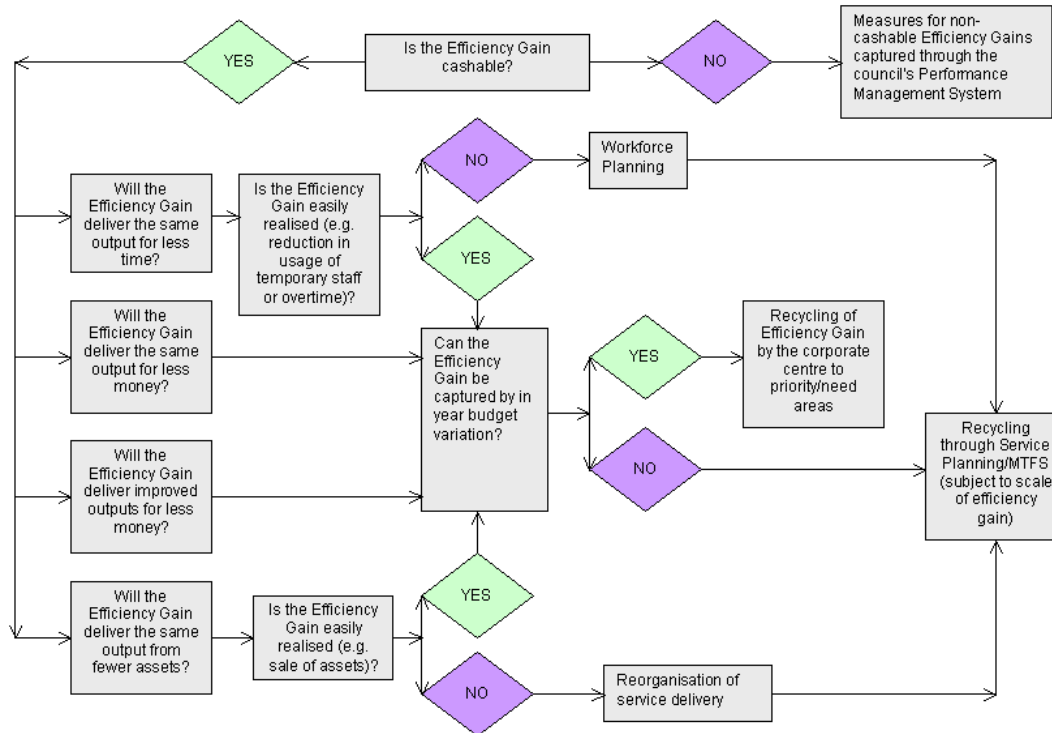 YES
Is the Efficiency Gain
cashable?
NO
Measures for non-
cashable Efficiency Gains
captured through the
council's Performance
Management System
Will the
Efficiency Gain
deliver the same
output for less
time?
Is the Efficiency
Gain easily
realised (e.g.
reduction in
usage of
temporary staff
or overtime)?
NO
Workforce
Planning
YES
Will the
Efficiency Gain
deliver the same
output for less
money?
Can the
Efficiency
Gain be
captured by in
year budget
variation?
YES
Recycling of
Efficiency Gain
by the corporate
centre to
priority/need
areas
Will the
Efficiency Gain
deliver improved
outputs for less
money?
NO
Recycling
through Service
Planning/MTFS
(subject to scale
of efficiency
gain)
Will the
Efficiency Gain
deliver the same
output from
fewer assets?
Is the Efficiency
Gain easily
realised (e.g.
sale of assets)?
YES
NO
Reorganisation of
service delivery